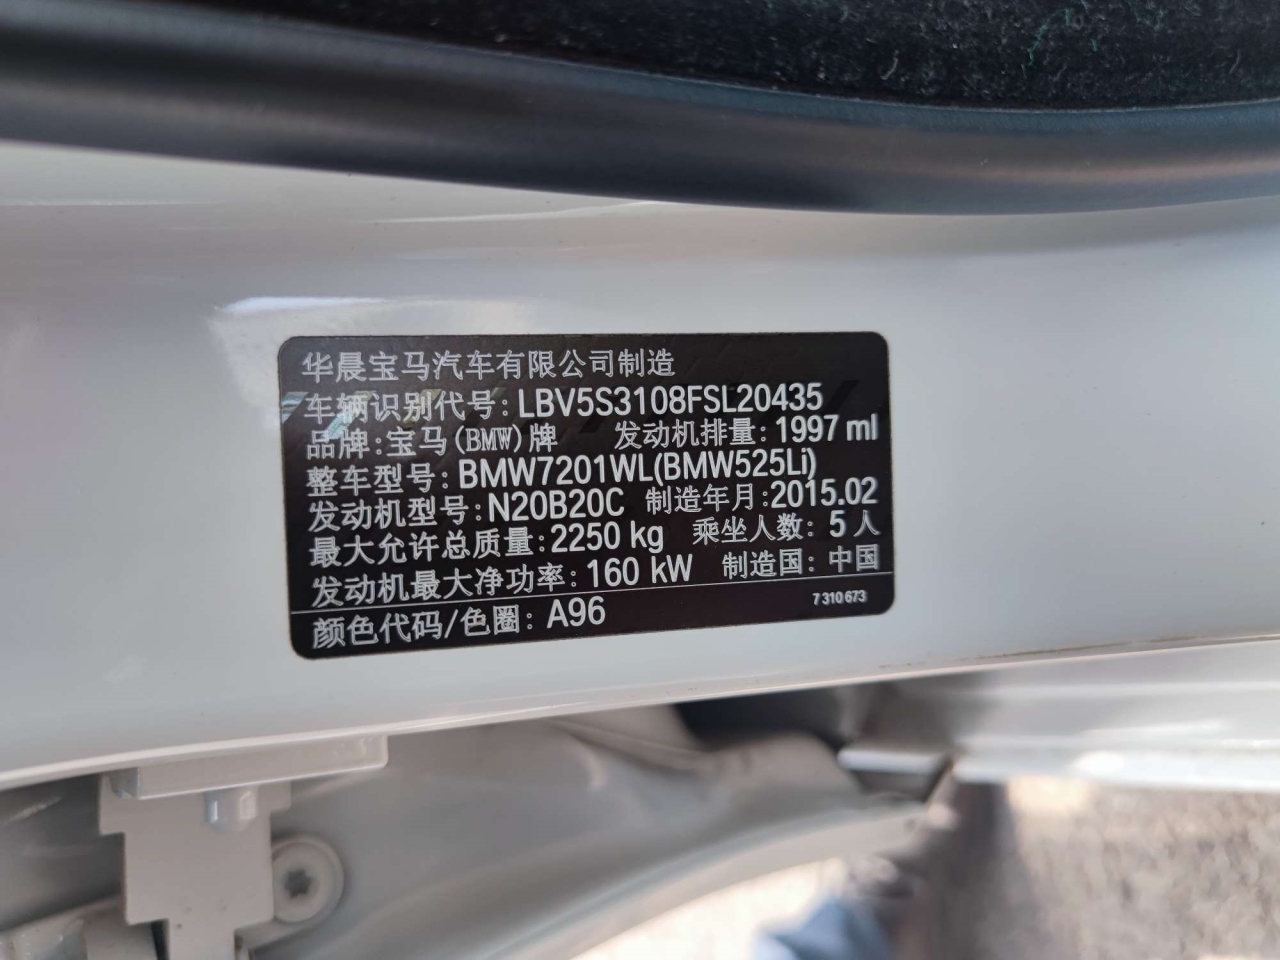 华晨宝马汽车有限公司制造
车辆识别代号: LBV5S3108FSL20435
品牌: 宝马(BMW)牌 发动机排量: 1997 ml
整车型号: BMW7201WL(BMW525Li)
发动机型号: N20B20C 制造年月: 2015.02
最大允许总质量: 2250 kg 乘坐人数: 5 人
发动机最大净功率: 160 kW 制造国: 中国
颜色代码/色圈: A96 7 310 673